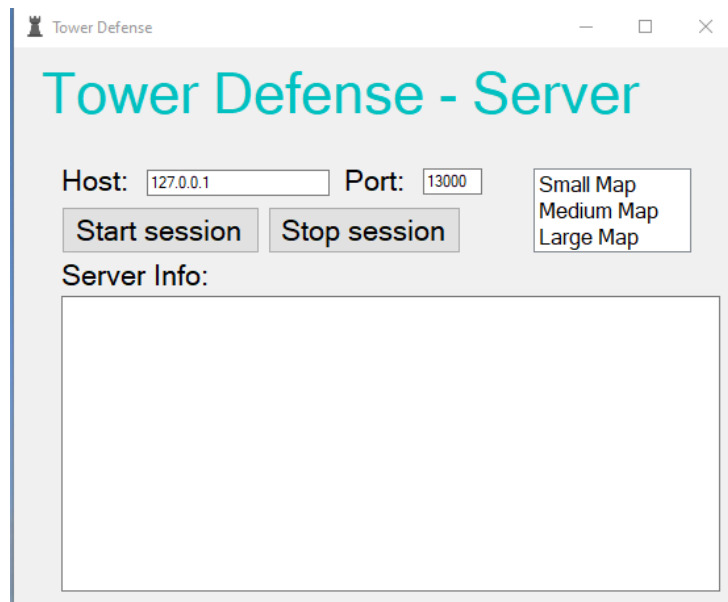 Tower Defense
Tower Defense - Server
Host: 127.0.0.1 Port: 13000
Small Map
Medium Map
Large Map
Start session Stop session
Server Info: